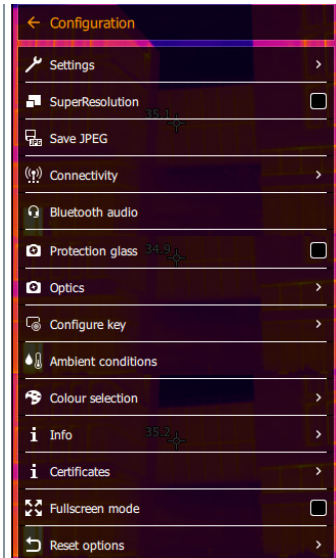 Configuration
Settings
SuperResolution
35.1
JPG
Save JPEG
Connectivity
Bluetooth audio
Protection glass
34.9
Optics
Configure key
Ambient conditions
Colour selection
Info
35.2
Certificates
Fullscreen mode
Reset options